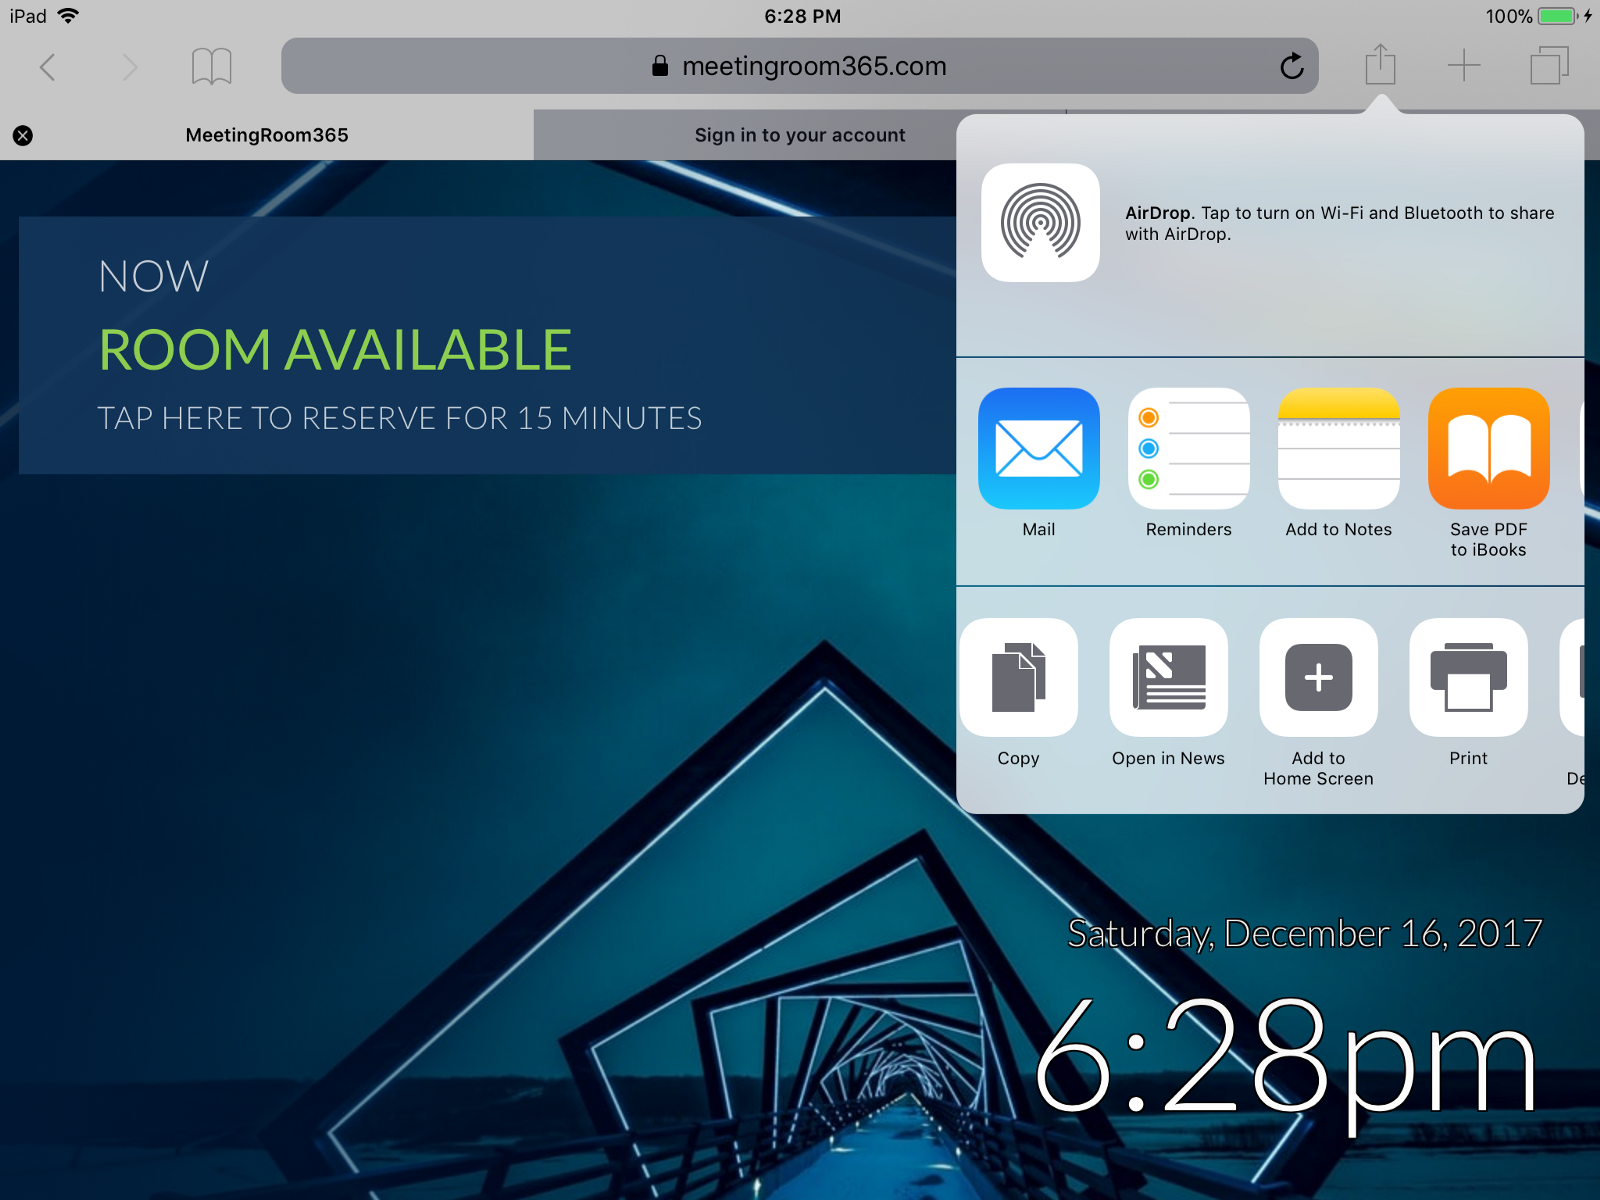 iPad
6:28 PM
100%
meetingroom365.com
MeetingRoom365
Sign in to your account
AirDrop. Tap to turn on Wi-Fi and Bluetooth to share
with AirDrop.
NOW
ROOM AVAILABLE
TAP HERE TO RESERVE FOR 15 MINUTES
Mail
Reminders
Add to Notes
Save PDF
to iBooks
Copy
Open in News
Add to
Home Screen
Print
Saturday, December 16, 2017
6:28pm